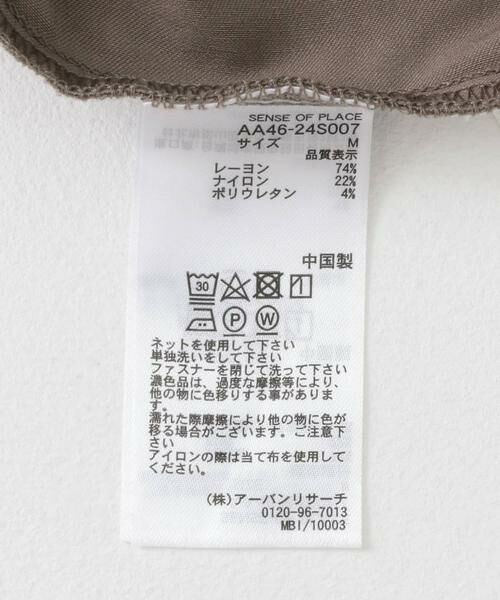 SENSE OF PLACE
AA46-24S007
サイズ M
品質表示
レーヨン 74%
ナイロン 22%
ポリウレタン 4%
中国製
30
P W
ネットを使用して下さい
単独洗いをして下さい
ファスナーを閉じて洗って下さい
濃色品は、過度な摩擦等により、
他の物に色移りする事がありま
す。
濡れた際摩擦により他の物に色が
移る場合がございます。ご注意下
さい
アイロンの際は当て布を使用して
ください。
(株)アーバンリサーチ
0120-96-7013
MBI/10003